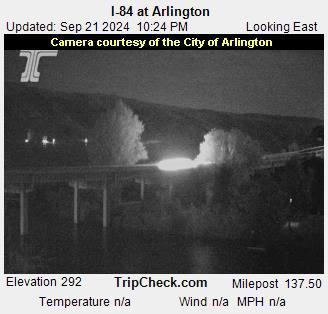 I-84 at Arlington
Updated: Sep 21 2024 10:24 PM Looking East
Camera courtesy of the City of Arlington
Elevation 292 TripCheck.com Milepost 137.50
Temperature n/a Wind n/a MPH n/a